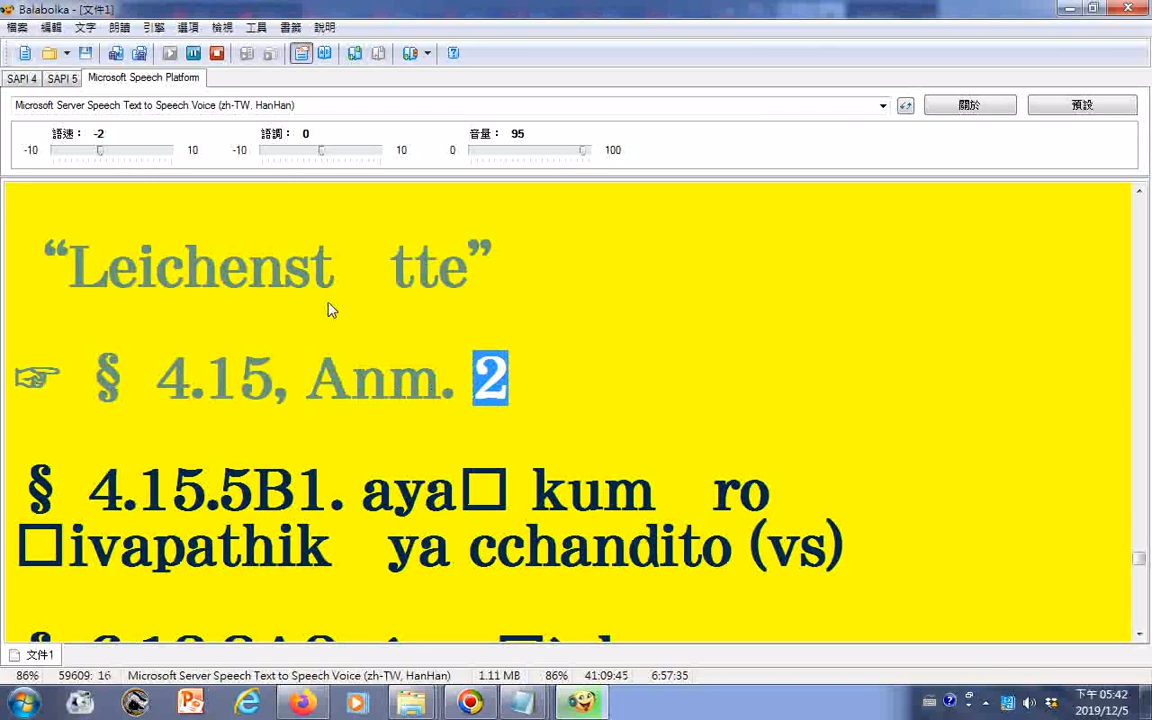 Balabolka - [文件1]
檔案 編輯 文字 朗讀 引擎 選項 檢視 工具 書籤 說明
SAPI 4 SAPI 5 Microsoft Speech Platform
Microsoft Server Speech Text to Speech Voice (zh-TW, HanHan) 關於 預設
語速： -2 語調： 0 音量： 95
-10 10 -10 10 0 100
“Leichenst tte”
☞ § 4.15, Anm. 2
§ 4.15.5B1. aya□ kum ro
□ivapathik ya cchandito (vs)
文件1
86% 59609: 16 Microsoft Server Speech Text to Speech Voice (zh-TW, HanHan) 1.11 MB 86% 41:09:45 6:57:35
下午 05:42
2019/12/5